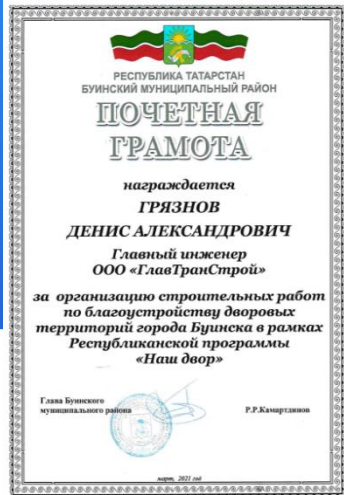 РЕСПУБЛИКА ТАТАРСТАН
БУИНСКИЙ МУНИЦИПАЛЬНЫЙ РАЙОН
ПОЧЕТНАЯ
ГРАМОТА
награждается
ГРЯЗНОВ
ДЕНИС АЛЕКСАНДРОВИЧ
Главный инженер
ООО «ГлавТранСтрой»
за организацию строительных работ
по благоустройству дворовых
территорий города Буинска в рамках
Республиканской программы
«Наш двор»
Глава Буинского
муниципального района Р.Р.Камартдинов
март, 2021 год